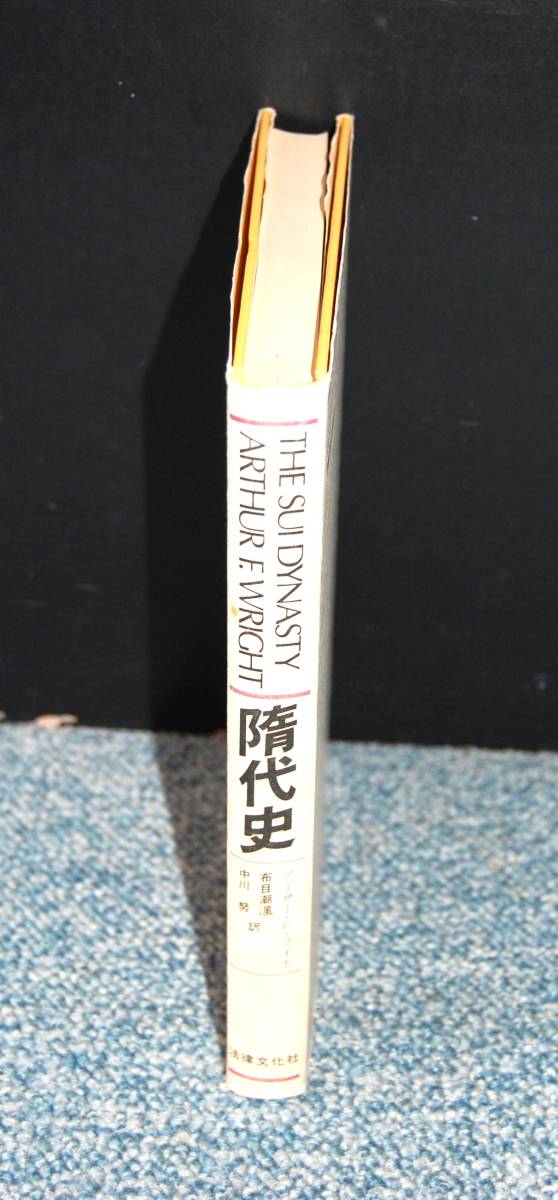 THE SUI DYNASTY
ARTHUR F. WRIGHT
隋代史
アーサー・F・ライト
布目潮渢
中川 努 訳
法律文化社